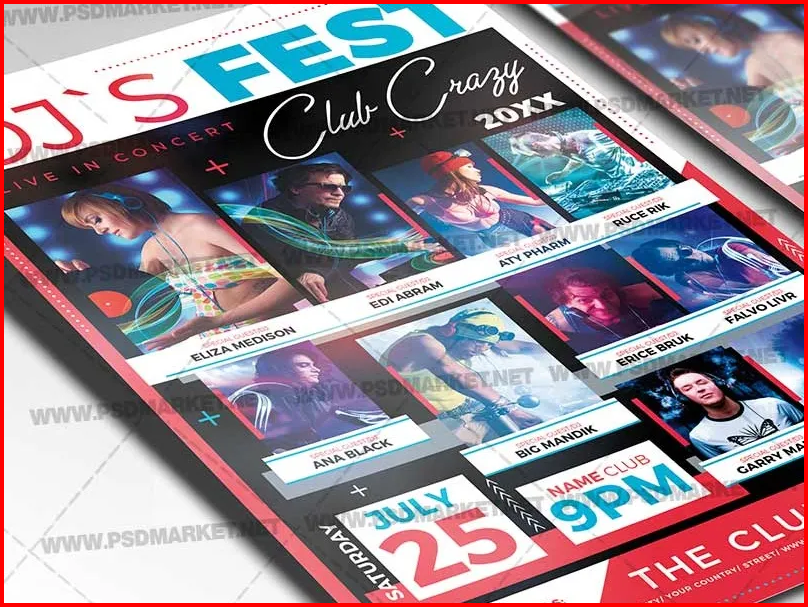 WWW.PSDMARKET.NET
DJ`S FEST
LIVE IN CONCERT
Club Crazy
20XX
SPECIAL GUEST/DJ
ELIZA MEDISON
SPECIAL GUEST/DJ
EDI ABRAM
SPECIAL GUEST/DJ
ATY PHARM
SPECIAL GUEST/DJ
RUCE RIK
SPECIAL GUEST/DJ
ANA BLACK
SPECIAL GUEST/DJ
BIG MANDIK
SPECIAL GUEST/DJ
ERICE BRUK
SPECIAL GUEST/DJ
FALVO LIVR
SPECIAL GUEST/DJ
GARRY MA
SATURDAY
JULY
25
NAME CLUB
9PM
THE CLU
/ YOUR COUNTRY/ STREET/ WWW